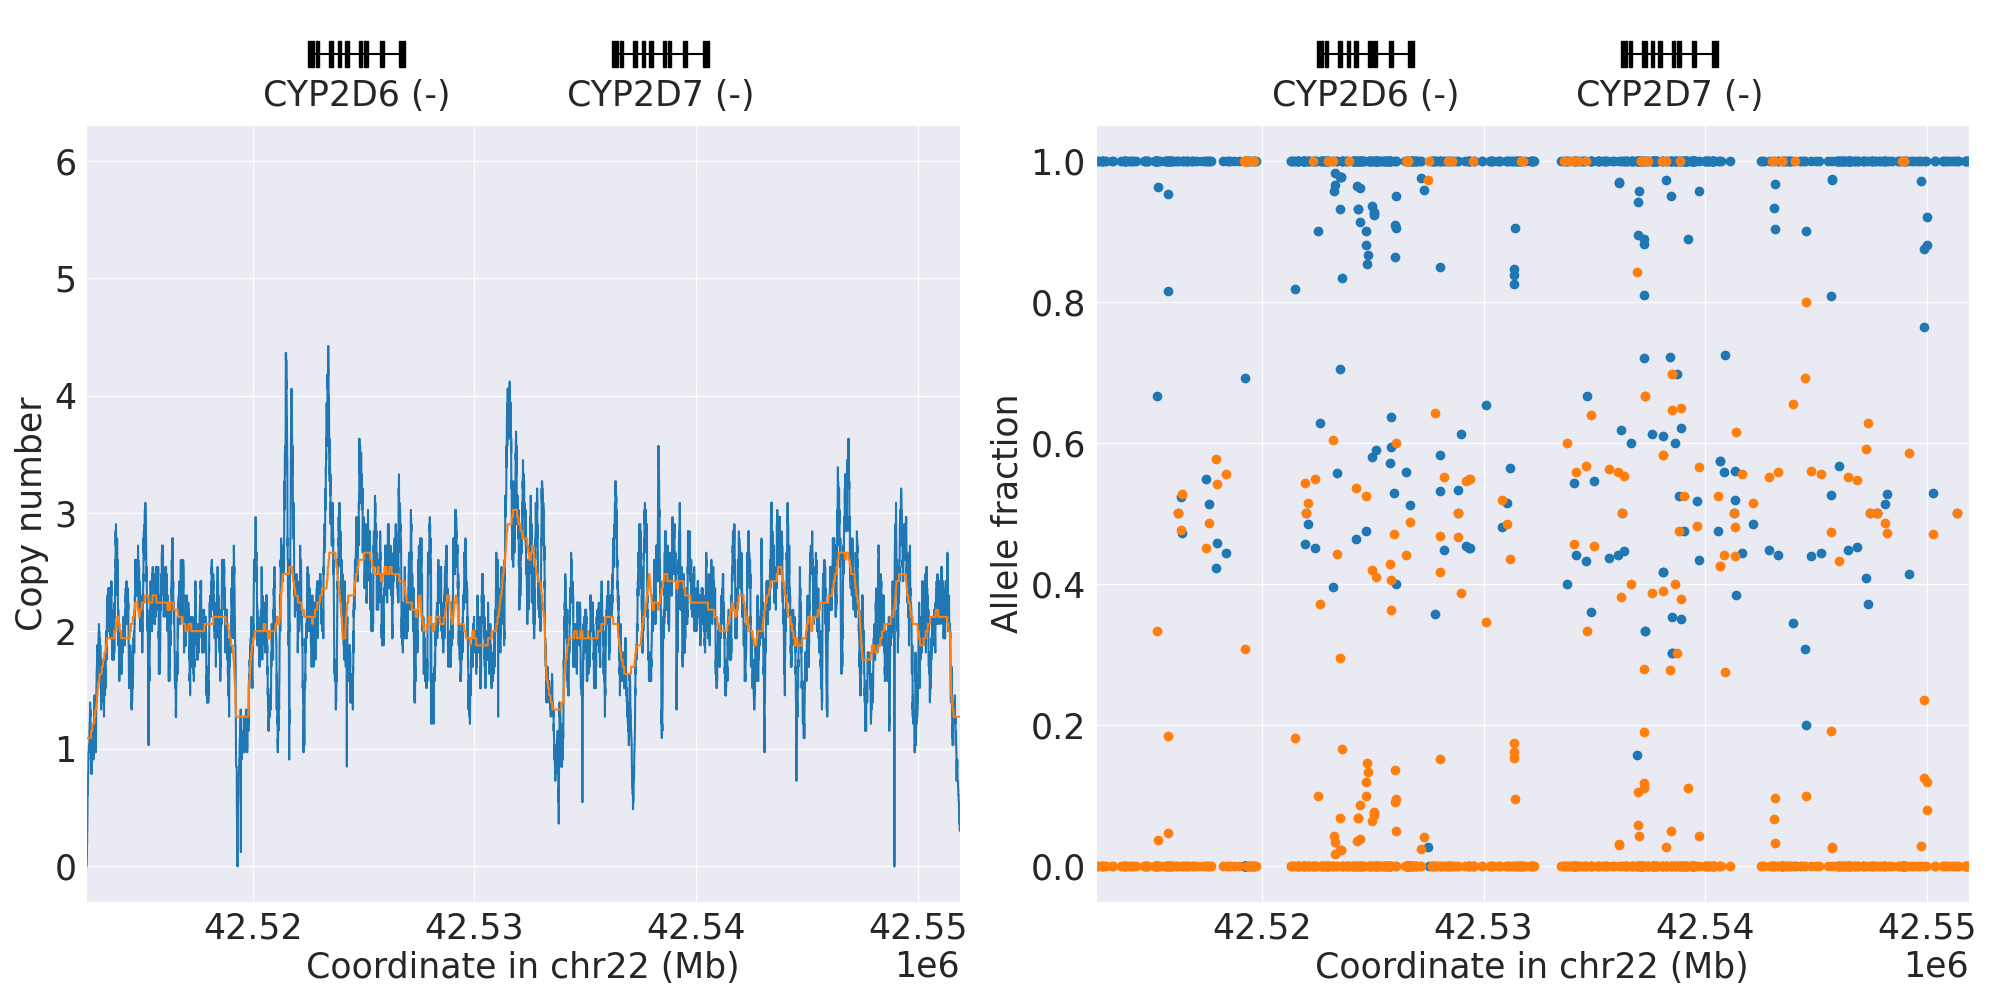 CYP2D6 (-) CYP2D7 (-)
6
5
4
3
2
1
0
Copy number
42.52 42.53 42.54 42.55
Coordinate in chr22 (Mb) 1e6
CYP2D6 (-) CYP2D7 (-)
1.0
0.8
0.6
0.4
0.2
0.0
Allele fraction
42.52 42.53 42.54 42.55
Coordinate in chr22 (Mb) 1e6